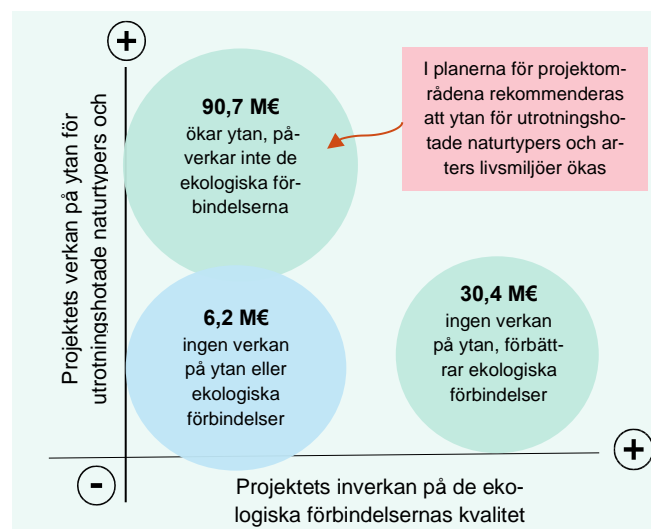 +
Projektets verkan på ytan för
utrotningshotade naturtypers och
90,7 M€
ökar ytan, på-
verkar inte de
ekologiska för-
bindelserna
I planerna för projektom-
rådena rekommenderas
att ytan för utrotningsho-
tade naturtypers och ar-
ters livsmiljöer ökas
6,2 M€
ingen verkan
på ytan eller
ekologiska
förbindelser
30,4 M€
ingen verkan
på ytan, förbätt-
rar ekologiska
förbindelser
-
+
Projektets inverkan på de eko-
logiska förbindelsernas kvalitet